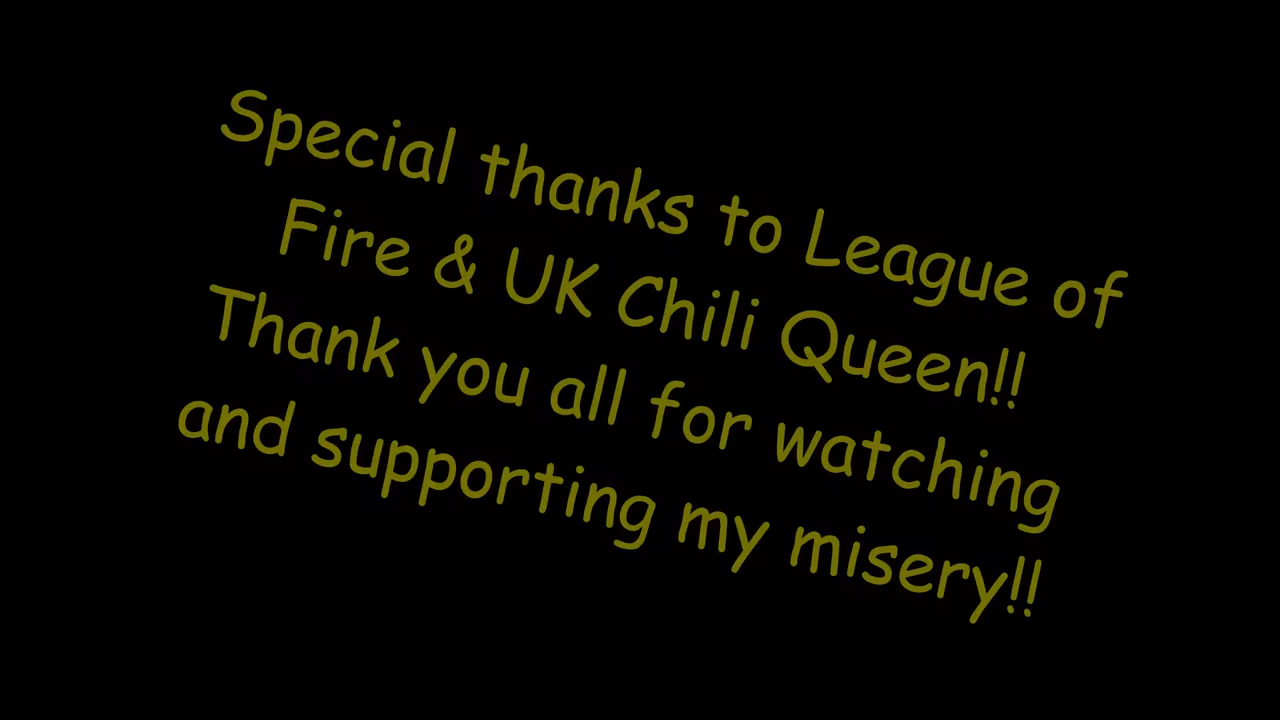 Special thanks to League of
Fire & UK Chili Queen!!
Thank you all for watching
and supporting my misery!!